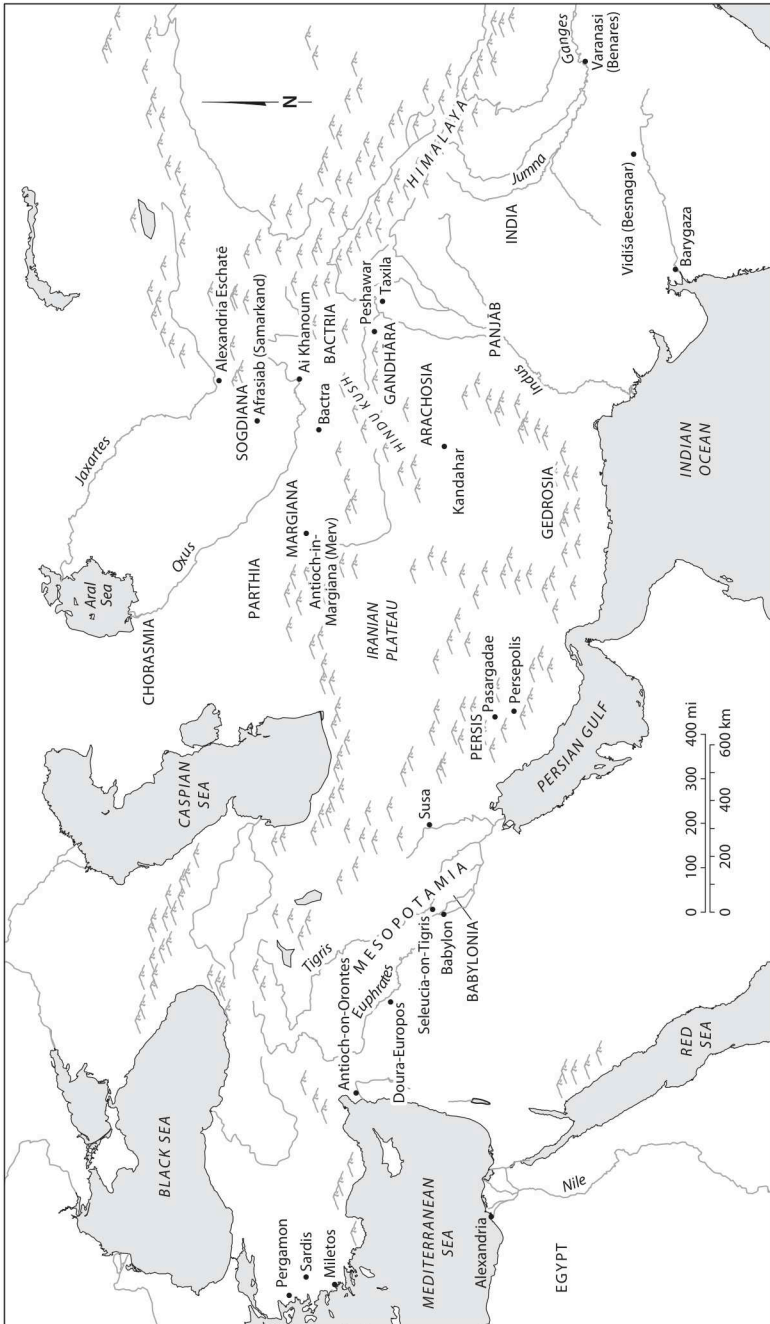 BLACK SEA
Pergamon
Sardis
Miletos
MEDITERRANEAN
SEA
Alexandria
EGYPT
Nile
RED
SEA
Antioch-on-Orontes
Doura-Europos
Euphrates
Tigris
MESOPOTAMIA
Seleucia-on-Tigris
Babylon
BABYLONIA
Susa
CASPIAN
SEA
PERSIS
Pasargadae
Persepolis
PERSIAN GULF
0 100 200 300 400 mi
0 200 400 600 km
Aral
Sea
CHORASMIA
Jaxartes
Oxus
PARTHIA
MARGIANA
Antioch-in-
Margiana (Merv)
IRANIAN
PLATEAU
GEDROSIA
Alexandria Eschatē
SOGDIANA
Afrasiab (Samarkand)
Ai Khanoum
Bactra
BACTRIA
HINDU KUSH
Peshawar
Taxila
GANDHĀRA
ARACHOSIA
Kandahar
PANJĀB
Indus
INDIAN
OCEAN
N
HIMALAYA
Jumna
INDIA
Ganges
Varanasi
(Benares)
Vidiśa (Besnagar)
Barygaza